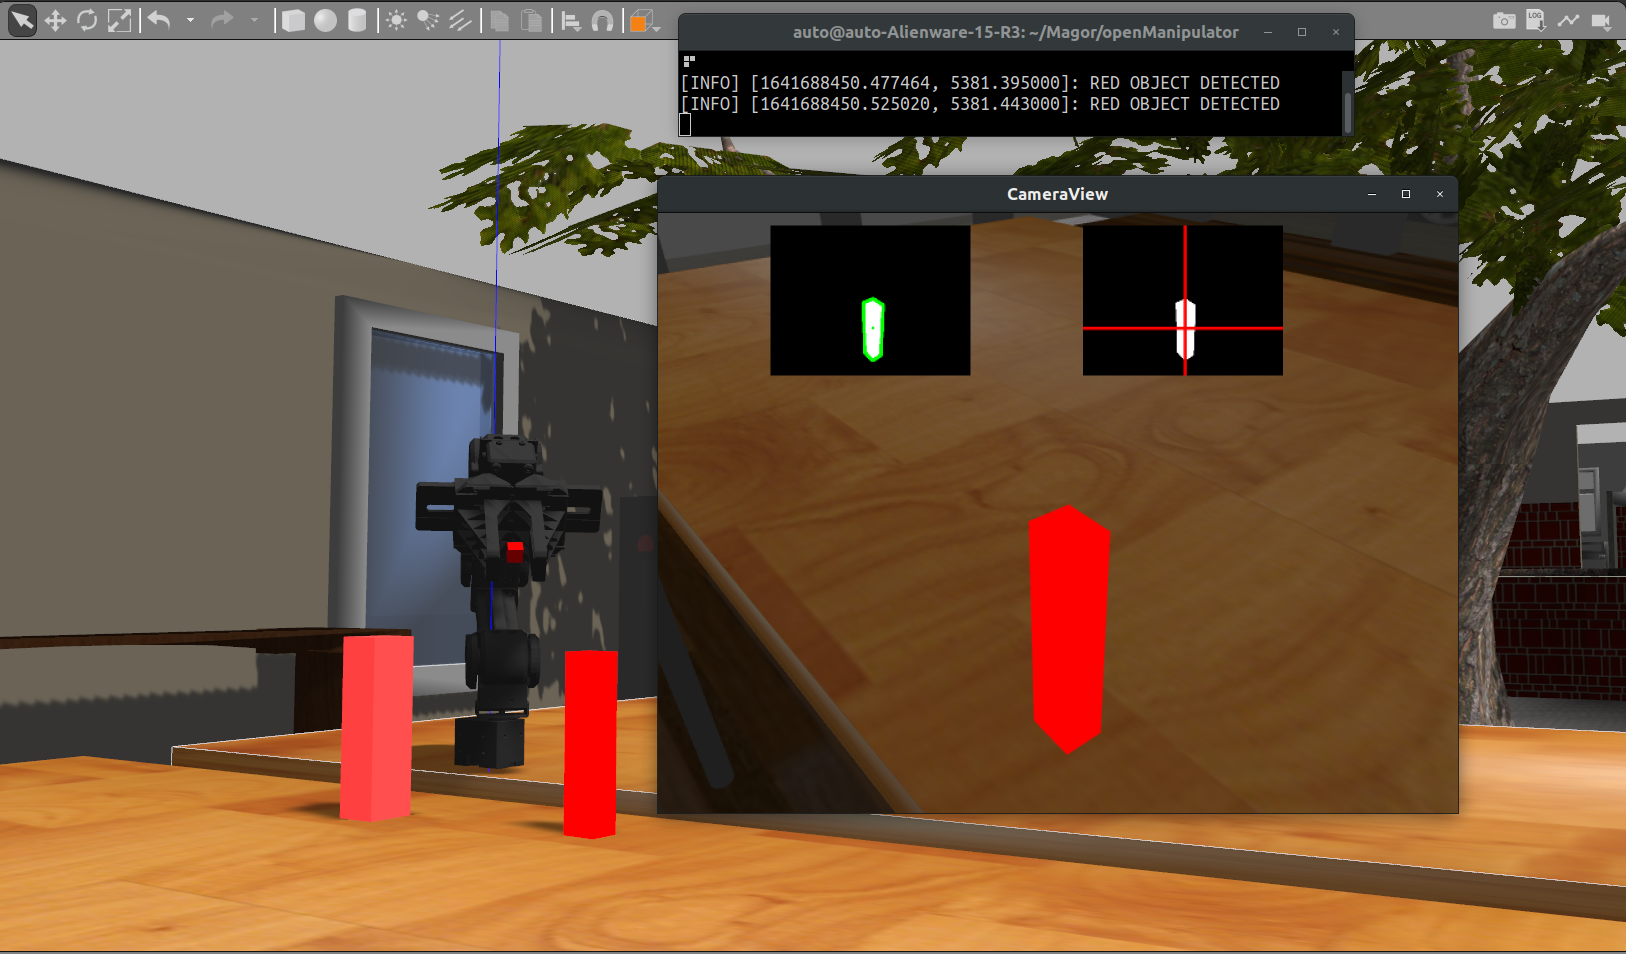 LOG
auto@auto-Alienware-15-R3: ~/Magor/openManipulator
[INFO] [1641688450.477464, 5381.395000]: RED OBJECT DETECTED
[INFO] [1641688450.525020, 5381.443000]: RED OBJECT DETECTED
CameraView